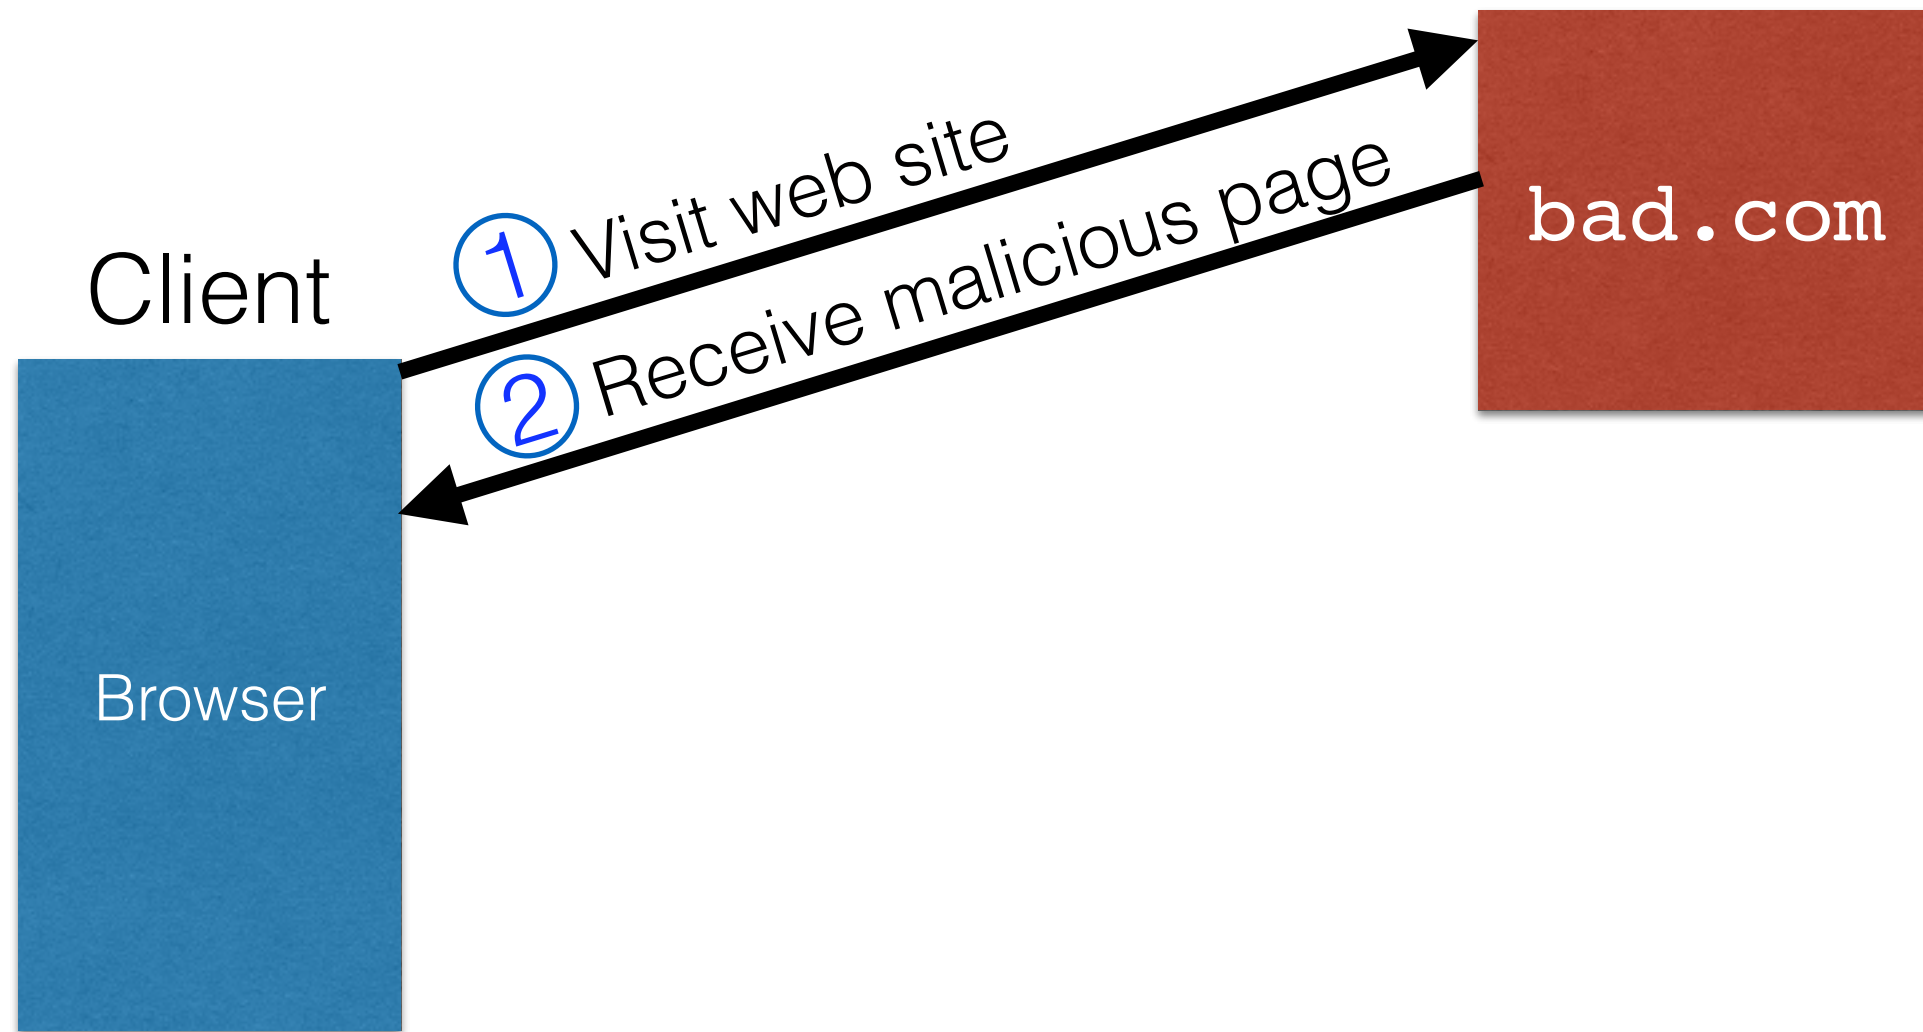 ① Visit web site
② Receive malicious page
bad.com
Client
Browser